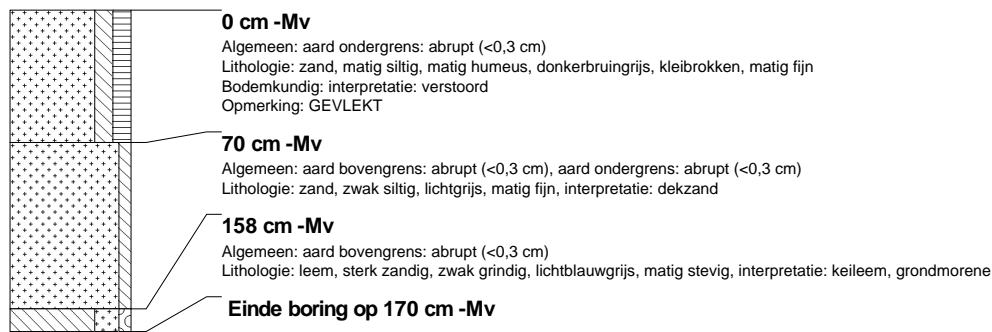 0 cm -Mv
Algemeen: aard ondergrens: abrupt (<0,3 cm)
Lithologie: zand, matig siltig, matig humeus, donkerbruingrijs, kleibrokken, matig fijn
Bodemkundig: interpretatie: verstoord
Opmerking: GEVLEKT
70 cm -Mv
Algemeen: aard bovengrens: abrupt (<0,3 cm), aard ondergrens: abrupt (<0,3 cm)
Lithologie: zand, zwak siltig, lichtgrijs, matig fijn, interpretatie: dekzand
158 cm -Mv
Algemeen: aard bovengrens: abrupt (<0,3 cm)
Lithologie: leem, sterk zandig, zwak grindig, lichtblauwgrijs, matig stevig, interpretatie: keileem, grondmorene
Einde boring op 170 cm -Mv